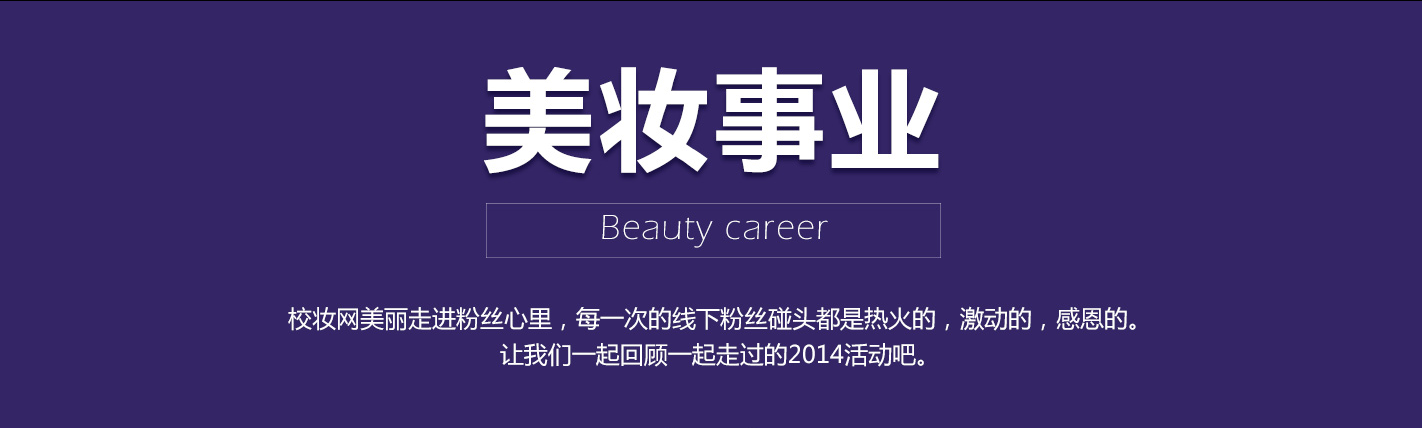 美妆事业
Beauty career
校妆网美丽走进粉丝心里，每一次的线下粉丝碰头都是热火的，激动的，感恩的。
让我们一起回顾一起走过的2014活动吧。